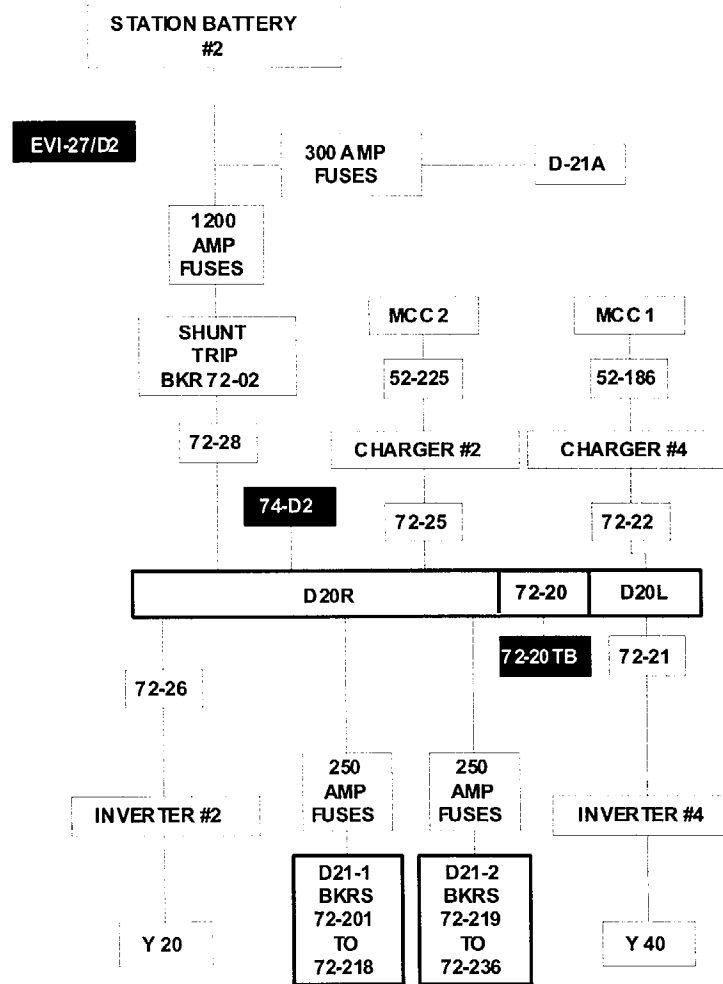 STATION BATTERY
#2
EVI-27/D2
300 AMP
FUSES
D-21A
1200
AMP
FUSES
MCC 2
MCC 1
SHUNT
TRIP
BKR 72-02
52-225
52-186
72-28
CHARGER #2
CHARGER #4
74-D2
72-25
72-22
D20R
72-20
D20L
72-20 TB
72-21
72-26
250
AMP
FUSES
250
AMP
FUSES
INVERTER #2
INVERTER #4
D21-1
BKRS
72-201
TO
72-218
D21-2
BKRS
72-219
TO
72-236
Y 20
Y 40